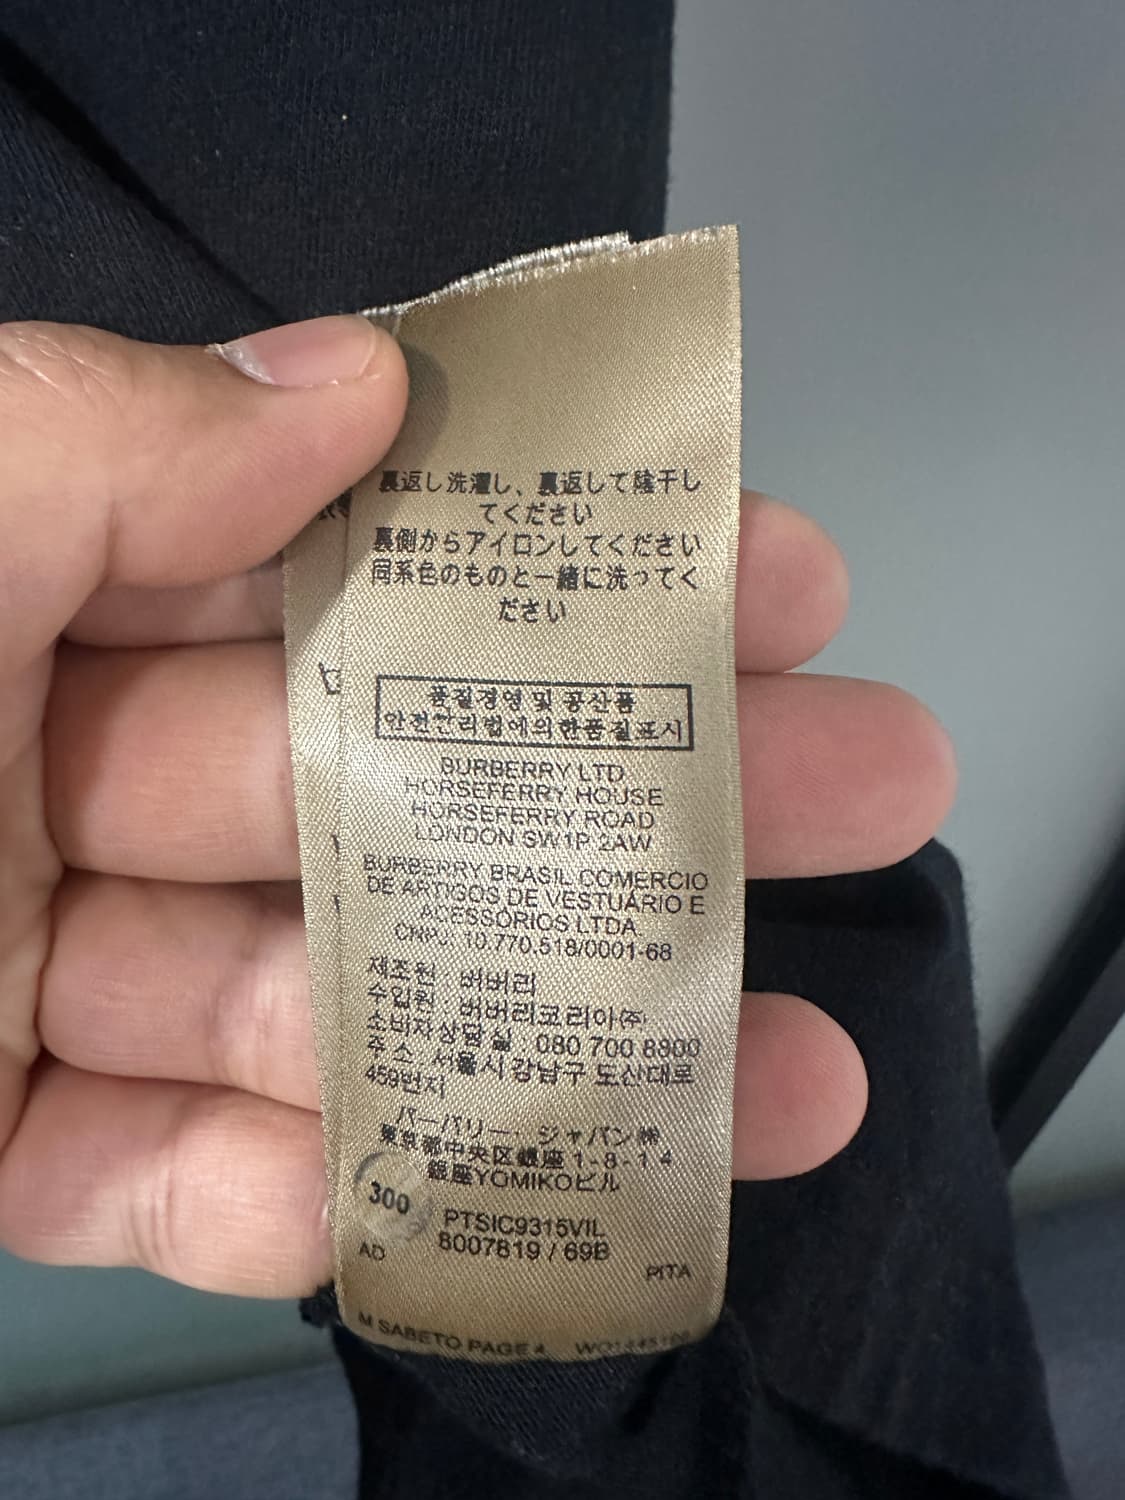 裏返し洗濯し、裏返して陰干し
てください
裏側からアイロンしてください
同系色のものと一緒に洗ってく
ださい
품질경영 및 공산품
안전관리법에의한품질표시
BURBERRY LTD
HORSEFERRY HOUSE
HORSEFERRY ROAD
LONDON SW1P 2AW
BURBERRY BRASIL COMERCIO
DE ARTIGOS DE VESTUÁRIO E
ACESSÓRIOS LTDA
CNPJ: 10.770.518/0001-68
제조원 버버리
수입원 버버리코리아(주)
소비자상담실 : 080 700 8800
주소 서울시 강남구 도산대로
459번지
バーバリー・ジャパン㈱
東京都中央区銀座 1-8-14
銀座YOMIKOビル
300
PTSIC9315VIL
8007819 / 69B
AD
PITA
M SABETO PAGE 4